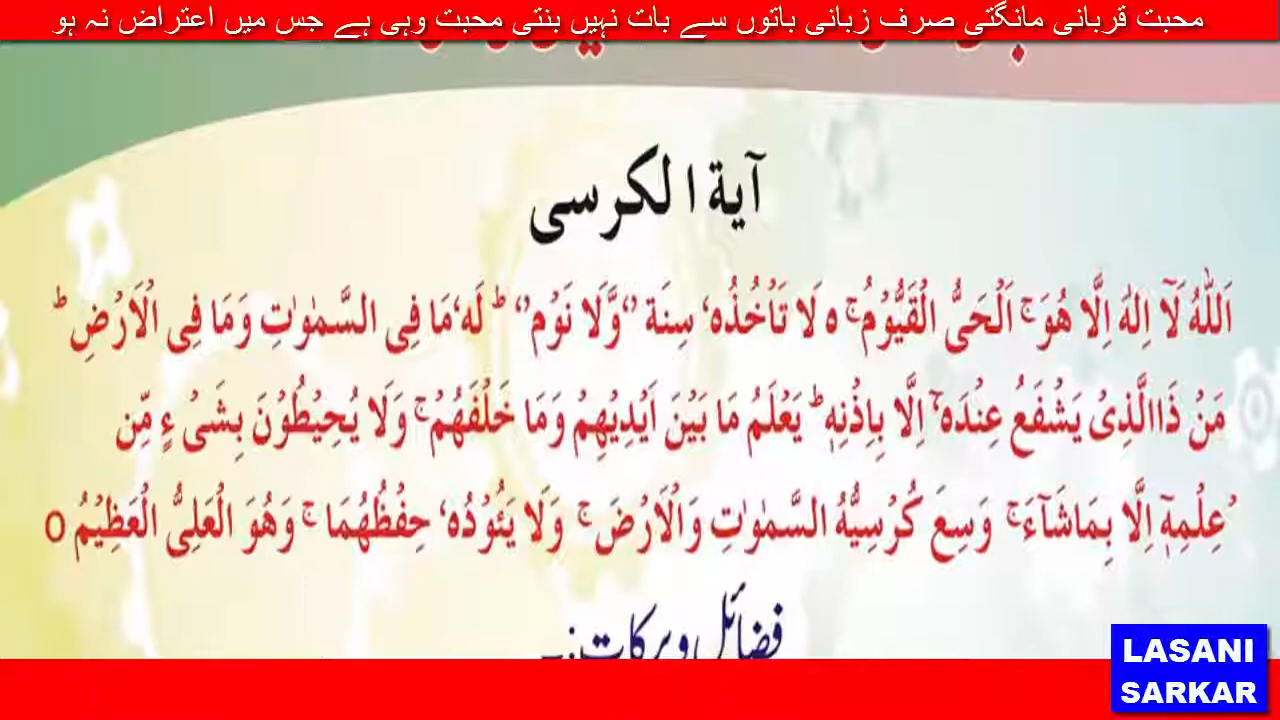 محبت قربانی مانگتی صرف زبانی باتوں سے بات نہیں بنتی محبت وہی ہے جس میں اعتراض نہ ہو
آیة الکرسی
اَللّٰهُ لَآ اِلٰهَ اِلَّا هُوَ ۚ اَلْحَیُّ الْقَیُّوْمُ ۚ ه لَا تَاْخُذُه‘ سِنَة ’‘ وَّلَا نَوْم’‘ ؕ لَه‘ مَا فِی السَّمٰوٰتِ وَمَا فِی الْاَرْضِ ؕ
مَنْ ذَاالَّذِیْ یَشْفَعُ عِنْدَه‘ٓ اِلَّا بِاِذْنِهٖ ؕ یَعْلَمُ مَا بَیْنَ اَیْدِیْهِمْ وَمَا خَلْفَهُمْ ۚ وَلَا یُحِیْطُوْنَ بِشَیْ ءٍ مِّن
ْعِلْمِهٖٓ اِلَّا بِمَاشَآءَ ۚ وَسِعَ كُرْسِیُّهُ السَّمٰوٰتِ وَالْاَرْضَ ۚ وَلَا یَئُوْدُه‘ حِفْظُهُمَا ۚ وَهُوَ الْعَلِیُّ الْعَظِیْمُ o
فضائل و برکات:۔
LASANI
SARKAR